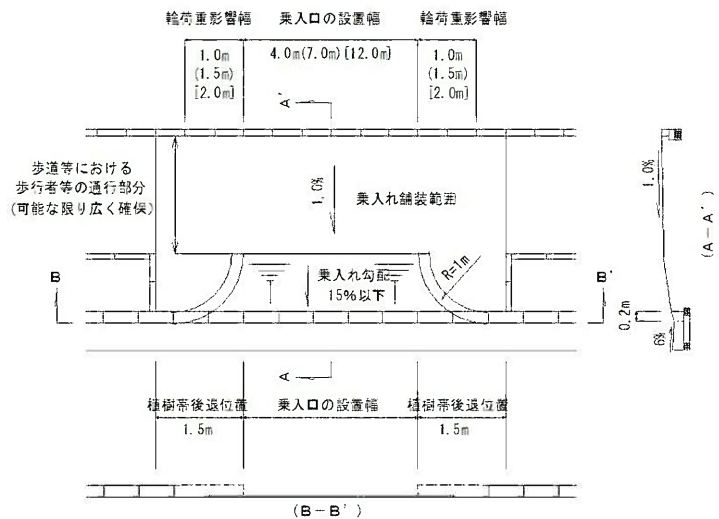 輪荷重影響幅 乗入口の設置幅 輪荷重影響幅
1.0m 4.0m(7.0m)[12.0m] 1.0m
(1.5m) (1.5m)
[2.0m] [2.0m]
A'
歩道等における
歩行者等の通行部分
(可能な限り広く確保)
1.0%
乗入れ舗装範囲
1.0%
(A-A')
B
乗入れ勾配
15%以下
R=1m
B'
0.2m
6%
A
植樹帯後退位置 乗入口の設置幅 植樹帯後退位置
1.5m 1.5m
(B-B')